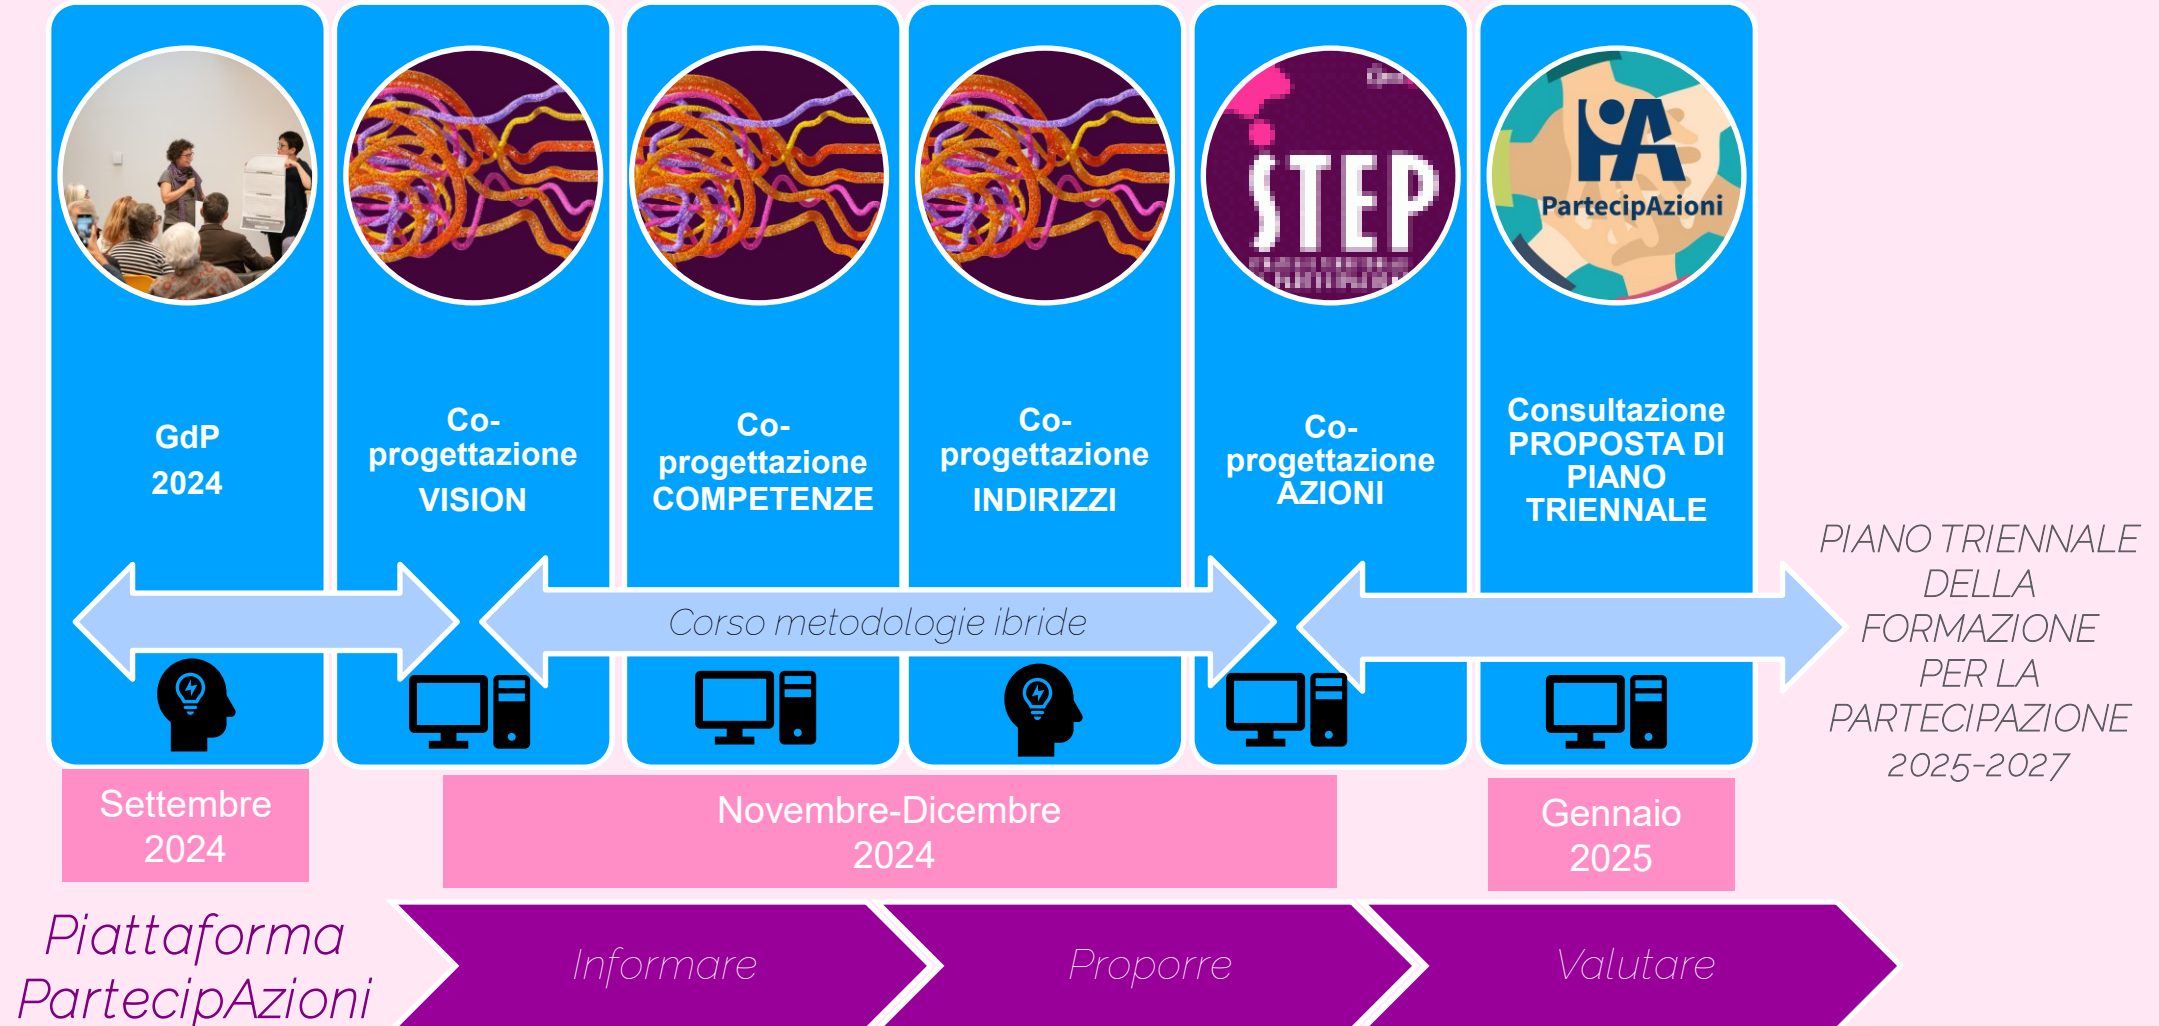 GdP
2024
Co-
progettazione
VISION
Co-
progettazione
COMPETENZE
Co-
progettazione
INDIRIZZI
STEP
Co-
progettazione
AZIONI
PartecipAzioni
Consultazione
PROPOSTA DI
PIANO
TRIENNALE
Corso metodologie ibride
PIANO TRIENNALE
DELLA
FORMAZIONE
PER LA
PARTECIPAZIONE
2025-2027
Settembre
2024
Novembre-Dicembre
2024
Gennaio
2025
Piattaforma
PartecipAzioni
Informare
Proporre
Valutare